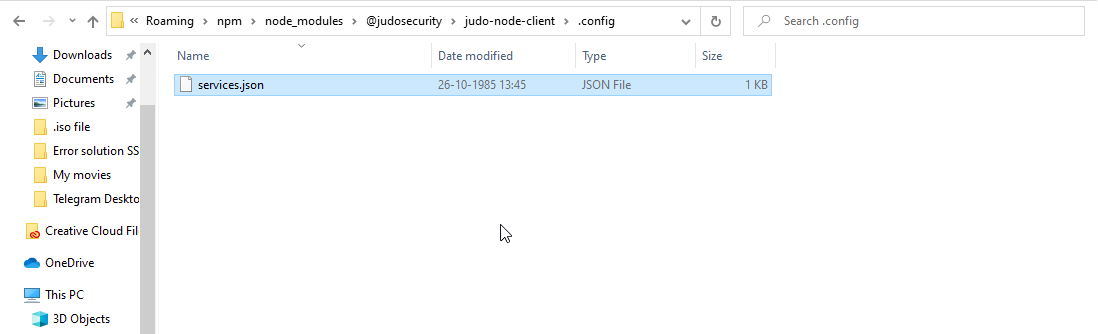 « Roaming › npm › node_modules › @judosecurity › judo-node-client › .config
Search .config
Downloads
Documents
Pictures
.iso file
Error solution SS
My movies
Telegram Deskto
Creative Cloud Fil
OneDrive
This PC
3D Objects
Name Date modified Type Size
services.json 26-10-1985 13:45 JSON File 1 KB